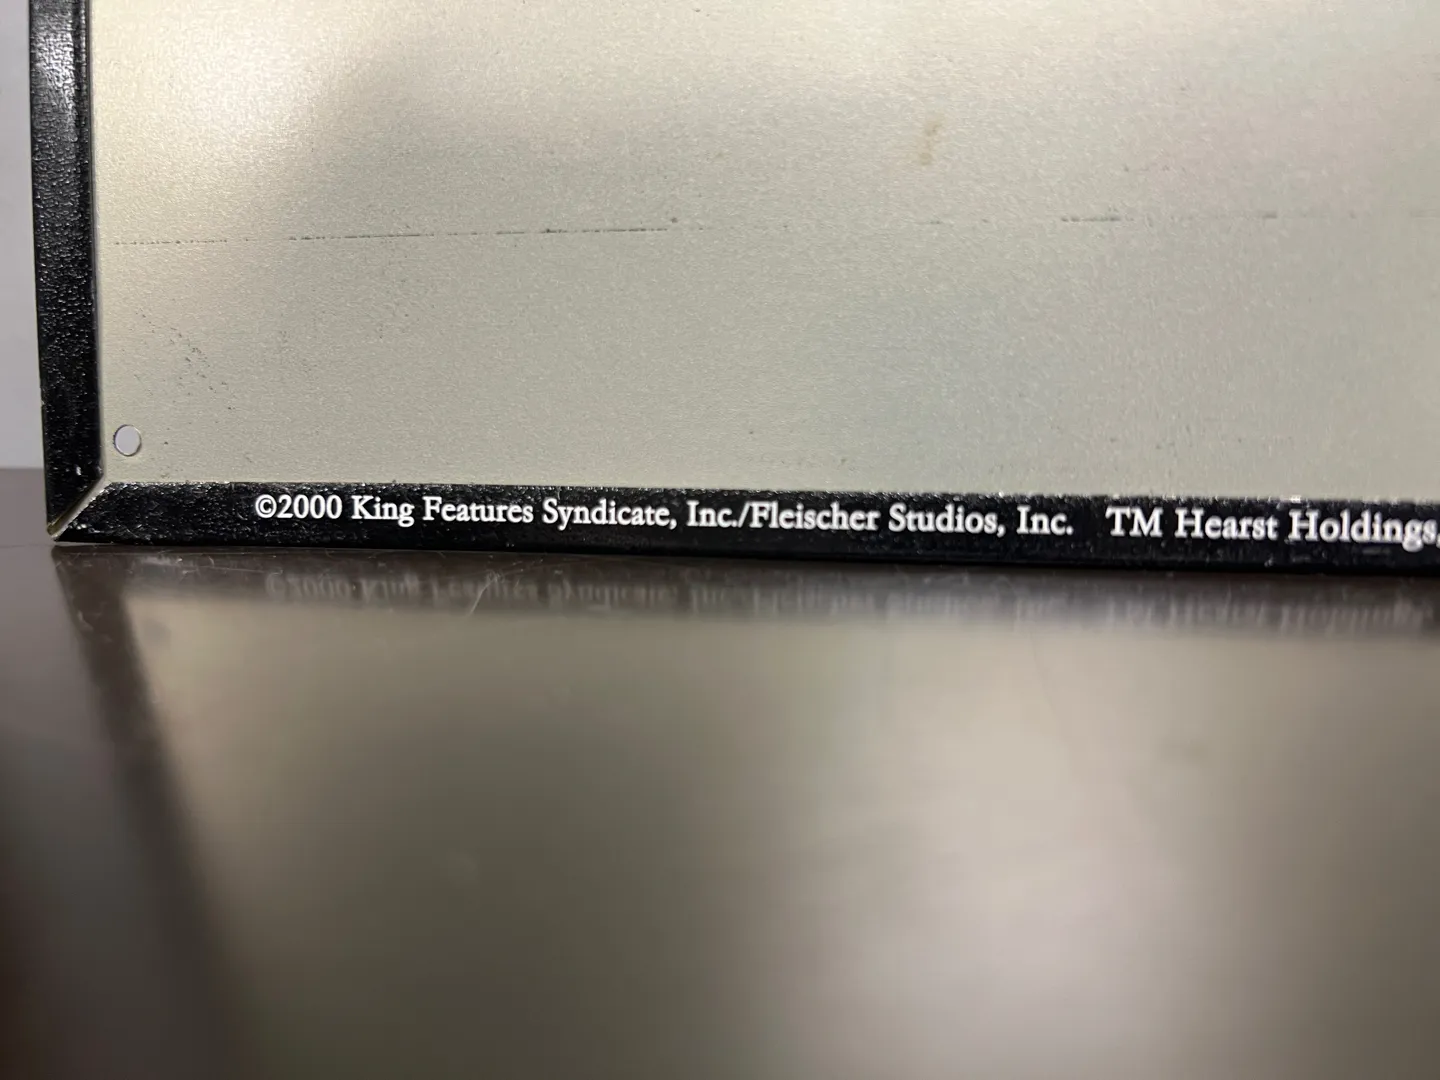 ©2000 King Features Syndicate, Inc./Fleischer Studios, Inc. TM Hearst Holdings,